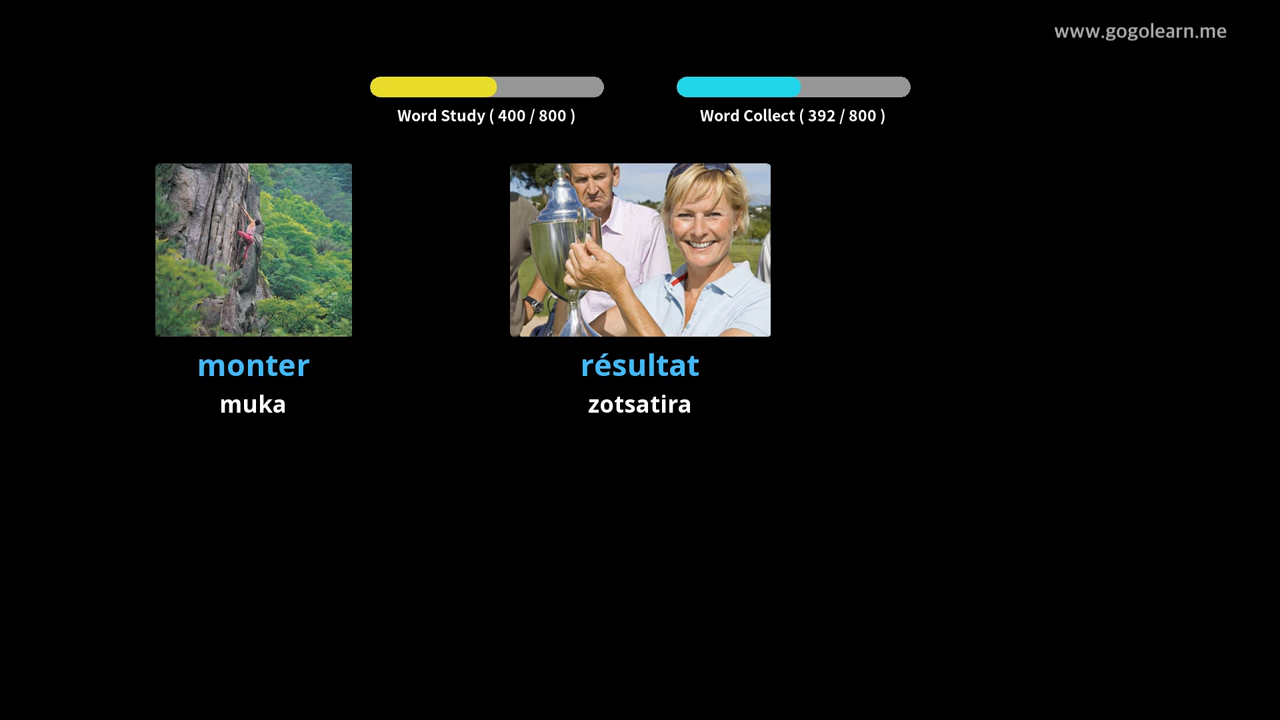 www.gogolearn.me
Word Study ( 400 / 800 )
Word Collect ( 392 / 800 )
monter
muka
résultat
zotsatira